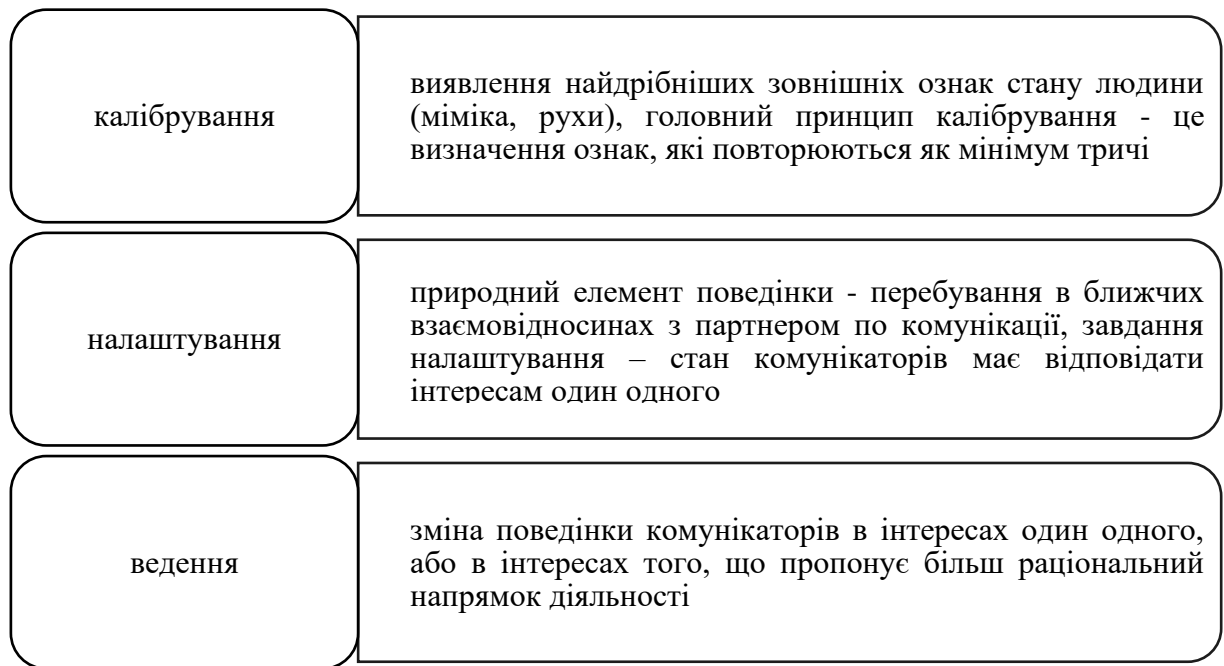 калібрування
виявлення найдрібніших зовнішніх ознак стану людини
(міміка, рухи), головний принцип калібрування - це
визначення ознак, які повторюються як мінімум тричі
налаштування
природний елемент поведінки - перебування в ближчих
взаємовідносинах з партнером по комунікації, завдання
налаштування – стан комунікаторів має відповідати
інтересам один одного
ведення
зміна поведінки комунікаторів в інтересах один одного,
або в інтересах того, що пропонує більш раціональний
напрямок діяльності